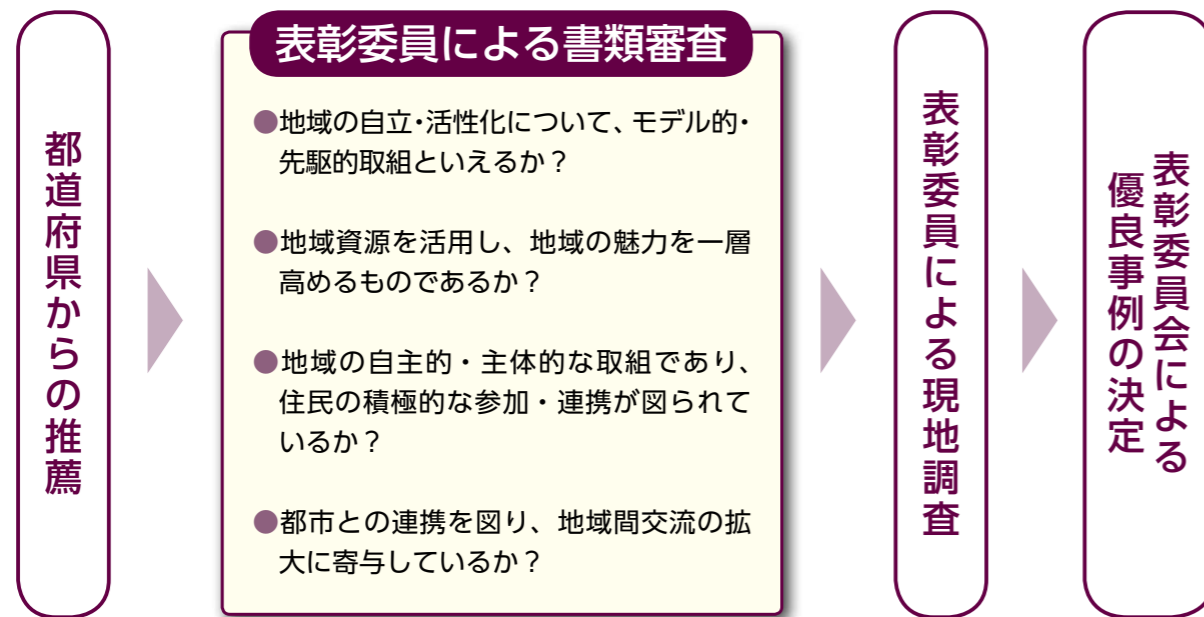 都道府県からの推薦
表彰委員による書類審査
●地域の自立・活性化について、モデル的・
先駆的取組といえるか？
●地域資源を活用し、地域の魅力を一層
高めるものであるか？
●地域の自主的・主体的な取組であり、
住民の積極的な参加・連携が図られて
いるか？
●都市との連携を図り、地域間交流の拡
大に寄与しているか？
表彰委員による現地調査
表彰委員会による
優良事例の決定